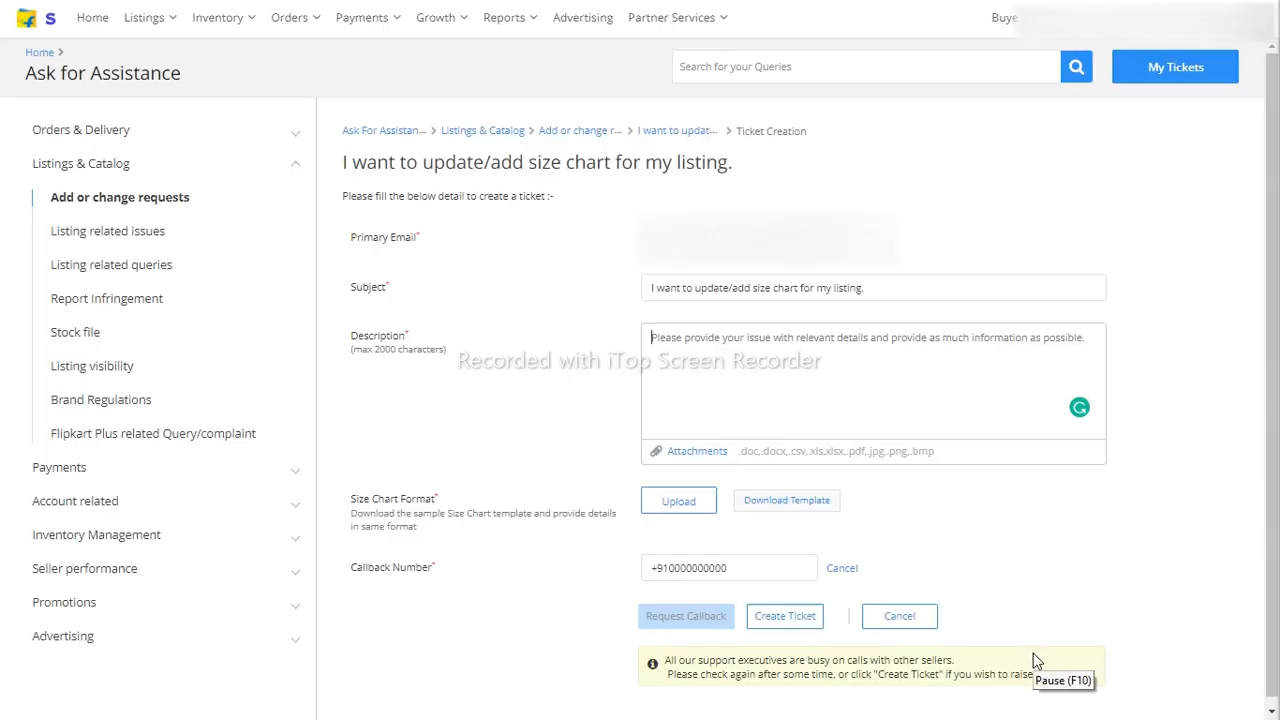 Home Listings Inventory Orders Payments Growth Reports Advertising Partner Services Buye
Home
Ask for Assistance
Search for your Queries
My Tickets
Orders & Delivery
Listings & Catalog
Add or change requests
Listing related issues
Listing related queries
Report Infringement
Stock file
Listing visibility
Brand Regulations
Flipkart Plus related Query/complaint
Payments
Account related
Inventory Management
Seller performance
Promotions
Advertising
Ask For Assistan... Listings & Catalog Add or change r... I want to updat... Ticket Creation
I want to update/add size chart for my listing.
Please fill the below detail to create a ticket :-
Primary Email*
Subject* I want to update/add size chart for my listing.
Description* Please provide your issue with relevant details and provide as much information as possible.
(max 2000 characters)
Recorded with iTop Screen Recorder
Attachments .doc,.docx,.csv,.xls,xlsx,.pdf,.jpg,.png,.bmp
Size Chart Format* Upload Download Template
Download the sample Size Chart template and provide details
in same format
Callback Number* +910000000000 Cancel
Request Callback Create Ticket Cancel
All our support executives are busy on calls with other sellers.
Please check again after some time, or click "Create Ticket" if you wish to raise
Pause (F10)